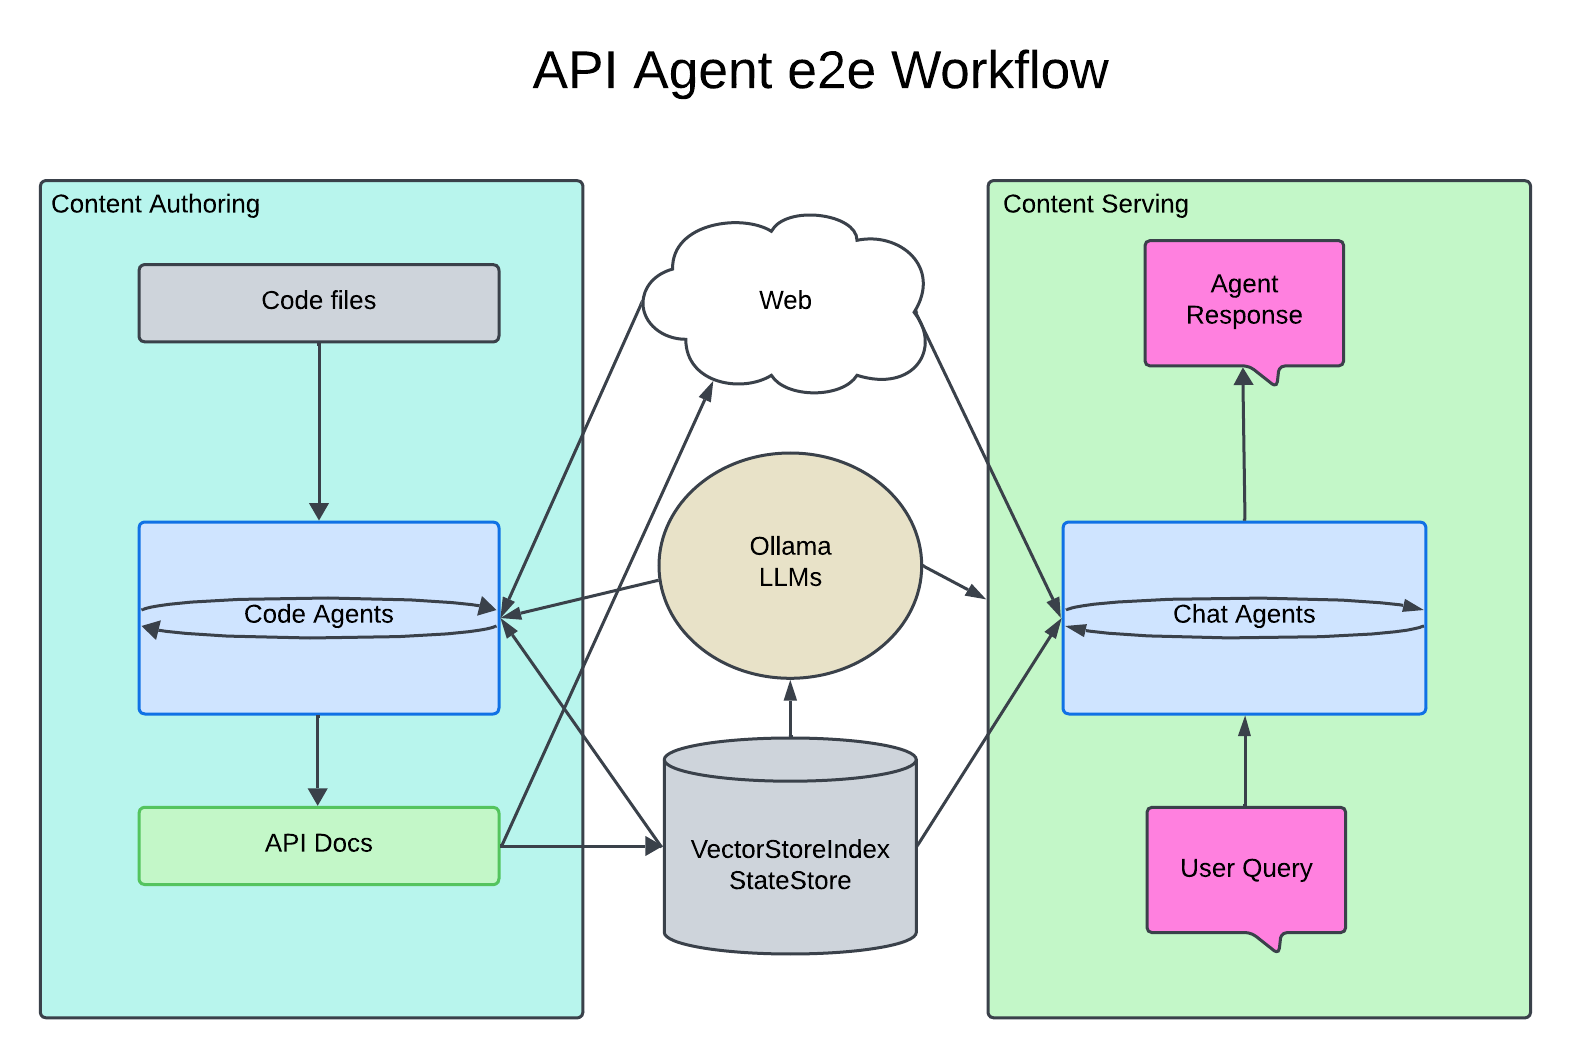 API Agent e2e Workflow
Content Authoring
Code files
Code Agents
API Docs
Web
Ollama
LLMs
VectorStoreIndex
StateStore
Content Serving
Agent
Response
Chat Agents
User Query